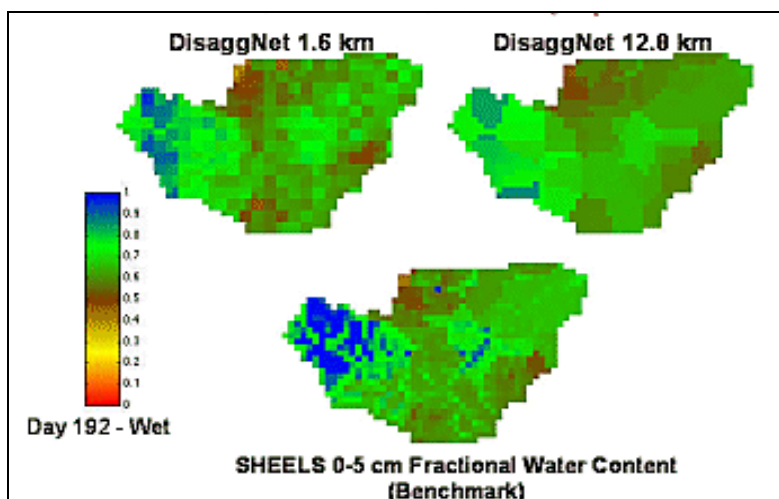 DisaggNet 1.6 km
DisaggNet 12.8 km
1
0.9
0.8
0.7
0.6
0.5
0.4
0.3
0.2
0.1
0
Day 192 - Wet
SHEELS 0-5 cm Fractional Water Content
(Benchmark)